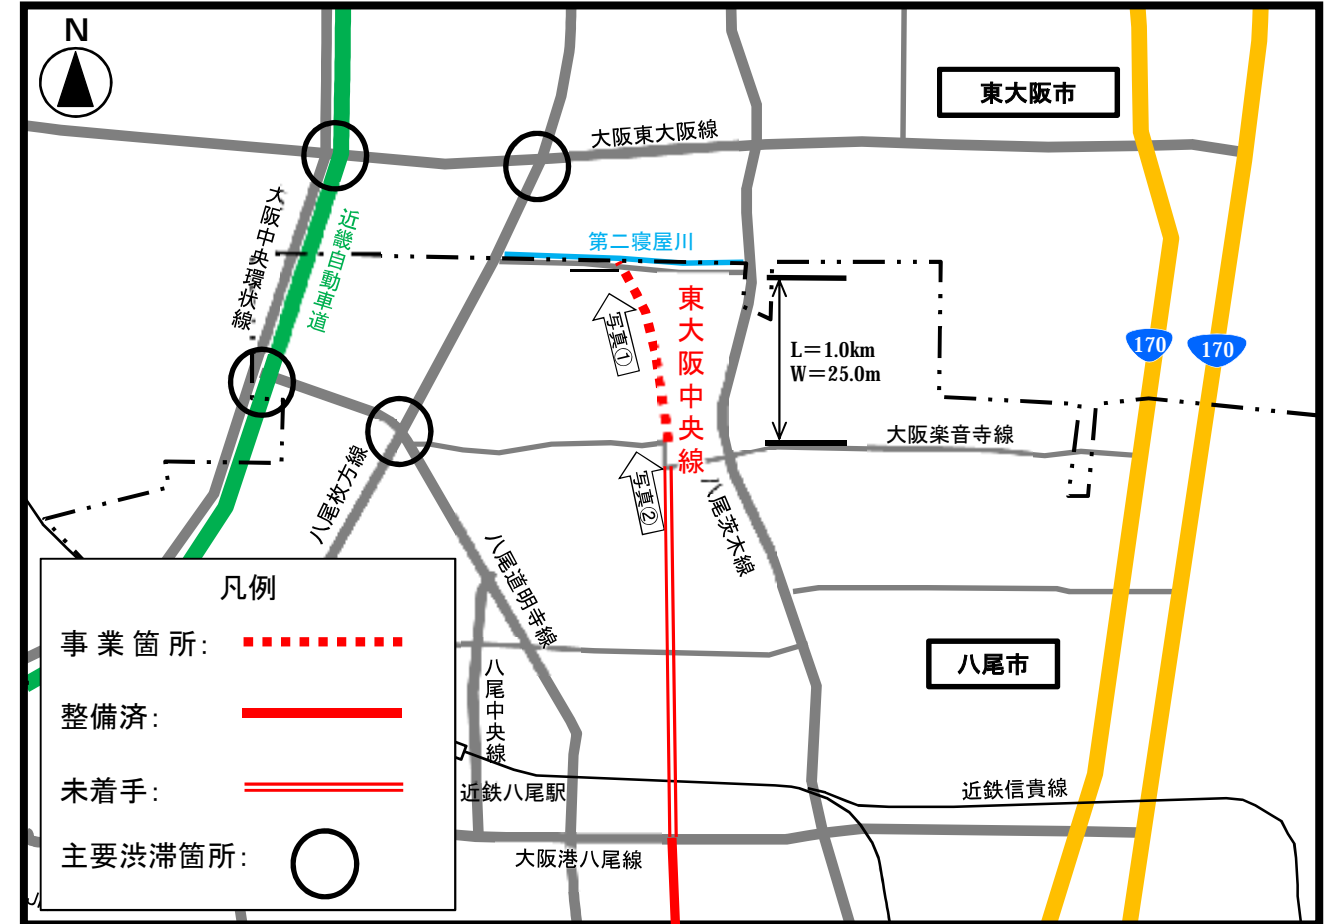 N
東大阪市
大阪東大阪線
大阪中央環状線
近畿自動車道
第二寝屋川
東大阪中央線
写真①
L＝1.0km
W＝25.0m
170
170
大阪楽音寺線
写真②
八尾枚方線
八尾茨木線
八尾道明寺線
八尾市
八尾中央線
近鉄八尾駅
近鉄信貴線
大阪港八尾線
凡例
事業箇所：
整備済：
未着手：
主要渋滞箇所：